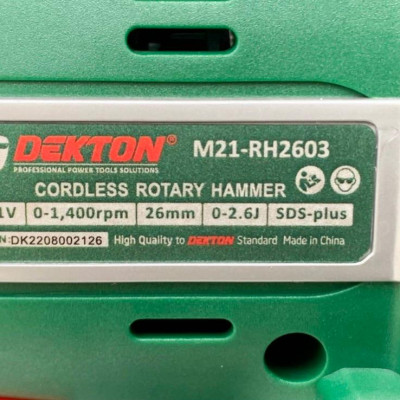 DEKTON® M21-RH2603
PROFESSIONAL POWER TOOLS SOLUTIONS
CORDLESS ROTARY HAMMER
1V 0-1,400rpm 26mm 0-2.6J SDS-plus
N:DK2208002126 High Quality to DEKTON Standard Made in China